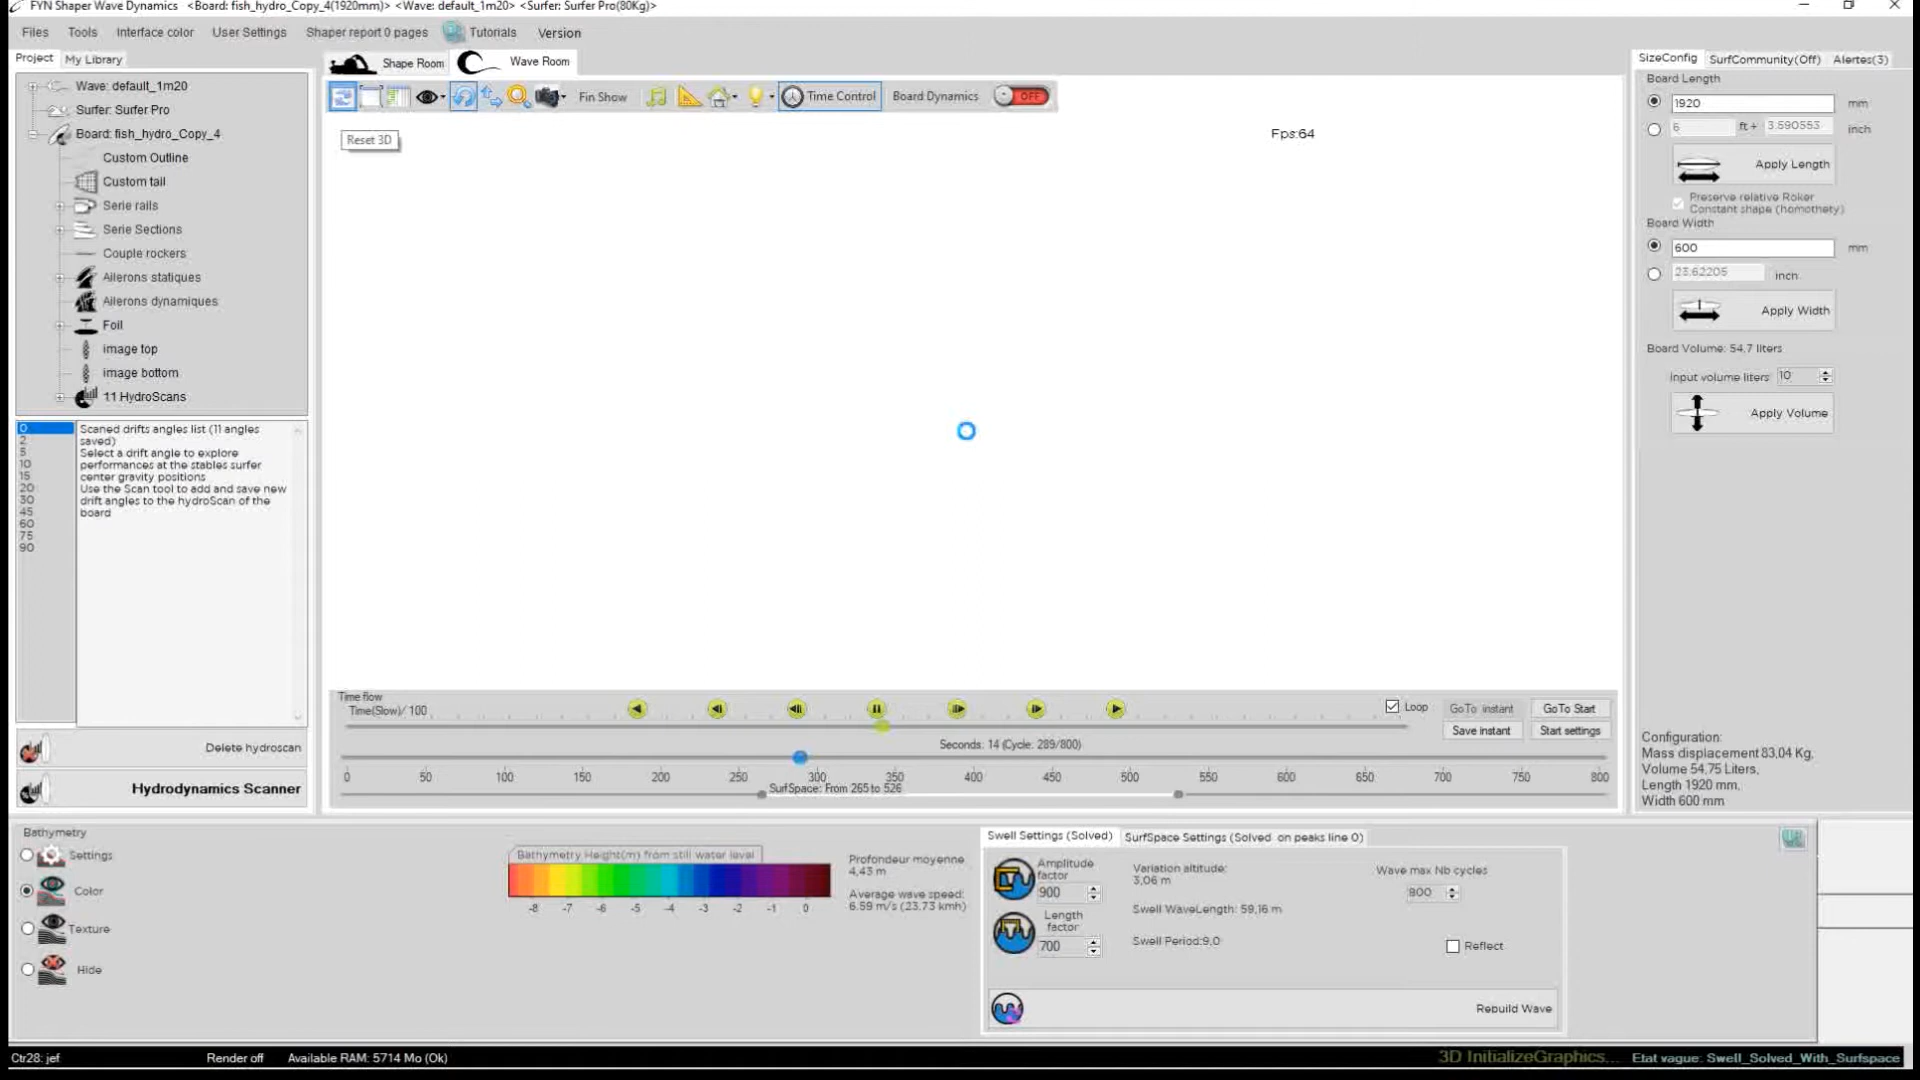 FYN Shaper Wave Dynamics <Board: fish_hydro_Copy_4(1920mm)> <Wave: default_1m20> <Surfer: Surfer Pro(80Kg)>
Files Tools Interface color User Settings Shaper report 0 pages Tutorials Version
Project My Library
Shape Room Wave Room
SizeConfig SurfCommunity(Off) Alertes(3)
Wave: default_1m20
Surfer: Surfer Pro
Board: fish_hydro_Copy_4
Custom Outline
Custom tail
Serie rails
Serie Sections
Couple rockers
Ailerons statiques
Ailerons dynamiques
Foil
image top
image bottom
11 HydroScans
Fin Show Time Control Board Dynamics OFF
Reset 3D
Fps:64
Board Length
1920 mm
6 ft + 3.590553 inch
Apply Length
Preserve relative Roker
Constant shape (homothety)
Board Width
600 mm
23.62205 inch
Apply Width
Board Volume: 54,7 liters
Input volume liters 10
Apply Volume
0
2
5
10
15
20
30
45
60
75
90
Scaned drifts angles list (11 angles
saved)
Select a drift angle to explore
performances at the stables surfer
center gravity positions
Use the Scan tool to add and save new
drift angles to the hydroScan of the
board
Delete hydroscan
Hydrodynamics Scanner
Time flow
Time(Slow)/ 100
Loop GoTo instant GoTo Start
Save instant Start settings
Seconds: 14 (Cycle: 289/800)
0 50 100 150 200 250 300 350 400 450 500 550 600 650 700 750 800
SurfSpace: From 265 to 526
Configuration:
Mass displacement 83,04 Kg,
Volume 54,75 Liters,
Length 1920 mm,
Width 600 mm
Bathymetry
Settings
Color
Texture
Hide
Bathymetry Height(m) from still water level
-8 -7 -6 -5 -4 -3 -2 -1 0
Profondeur moyenne
4,43 m
Average wave speed:
6.59 m/s (23,73 kmh)
Swell Settings (Solved) SurfSpace Settings (Solved on peaks line 0)
Amplitude
factor
900
Length
factor
700
Variation altitude:
3,06 m
Swell WaveLength: 59,16 m
Swell Period:9,0
Wave max Nb cycles
800
Reflect
Rebuild Wave
Ctr28: jef Render off Available RAM: 5714 Mo (Ok) 3D InitializeGraphics... Etat vague: Swell_Solved_With_Surfspace